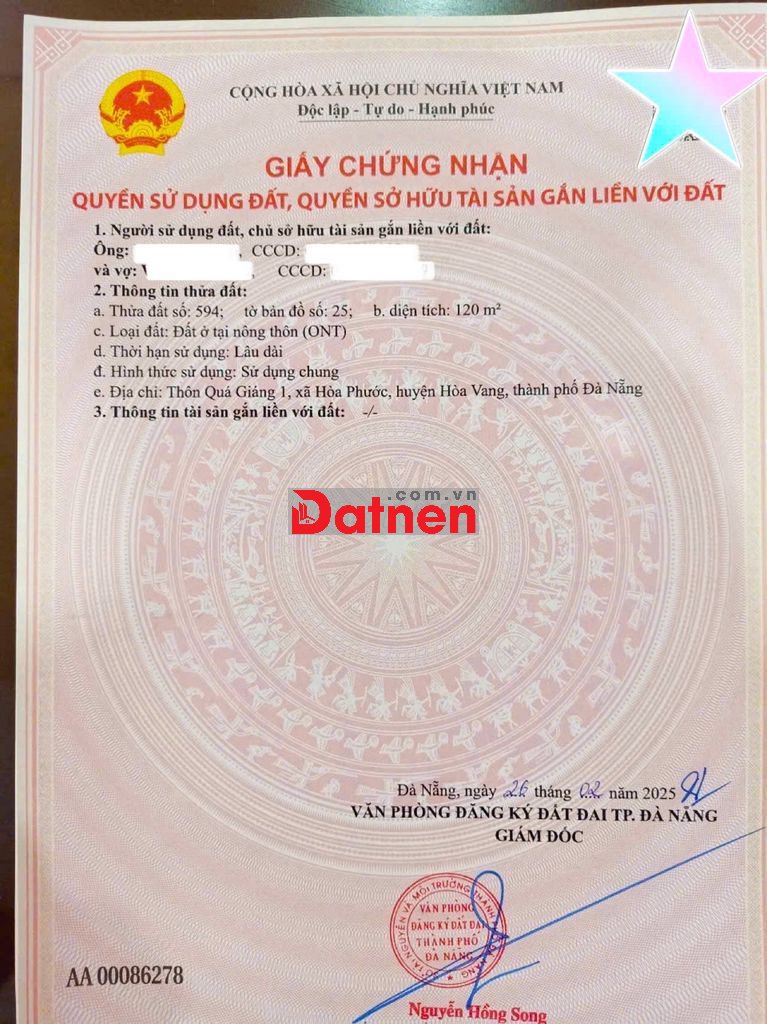 CỘNG HÒA XÃ HỘI CHỦ NGHĨA VIỆT NAM
Độc lập - Tự do - Hạnh phúc
GIẤY CHỨNG NHẬN
QUYỀN SỬ DỤNG ĐẤT, QUYỀN SỞ HỮU TÀI SẢN GẮN LIỀN VỚI ĐẤT
1. Người sử dụng đất, chủ sở hữu tài sản gắn liền với đất:
Ông: , CCCD:
và vợ: V , CCCD:
2. Thông tin thửa đất:
a. Thửa đất số: 594; tờ bản đồ số: 25; b. diện tích: 120 m²
c. Loại đất: Đất ở tại nông thôn (ONT)
d. Thời hạn sử dụng: Lâu dài
đ. Hình thức sử dụng: Sử dụng chung
e. Địa chỉ: Thôn Quá Giáng 1, xã Hòa Phước, huyện Hòa Vang, thành phố Đà Nẵng
3. Thông tin tài sản gắn liền với đất: -/-
.com.vn
Datnen
Đà Nẵng, ngày 26 tháng 02 năm 2025
VĂN PHÒNG ĐĂNG KÝ ĐẤT ĐAI TP. ĐÀ NẴNG
GIÁM ĐỐC
VĂN PHÒNG
ĐĂNG KÝ ĐẤT ĐAI
THÀNH PHỐ
ĐÀ NẴNG
AA 00086278
Nguyễn Hồng Song